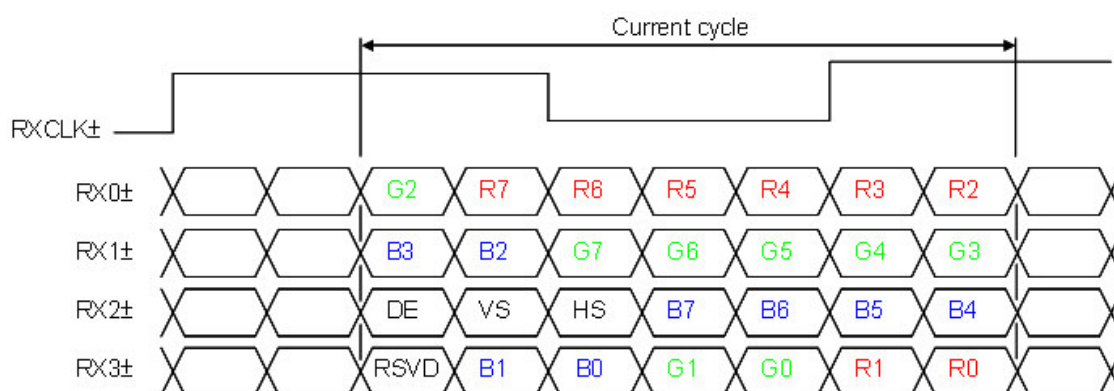 Current cycle
RXCLK±
RX0± G2 R7 R6 R5 R4 R3 R2
RX1± B3 B2 G7 G6 G5 G4 G3
RX2± DE VS HS B7 B6 B5 B4
RX3± RSVD B1 B0 G1 G0 R1 R0